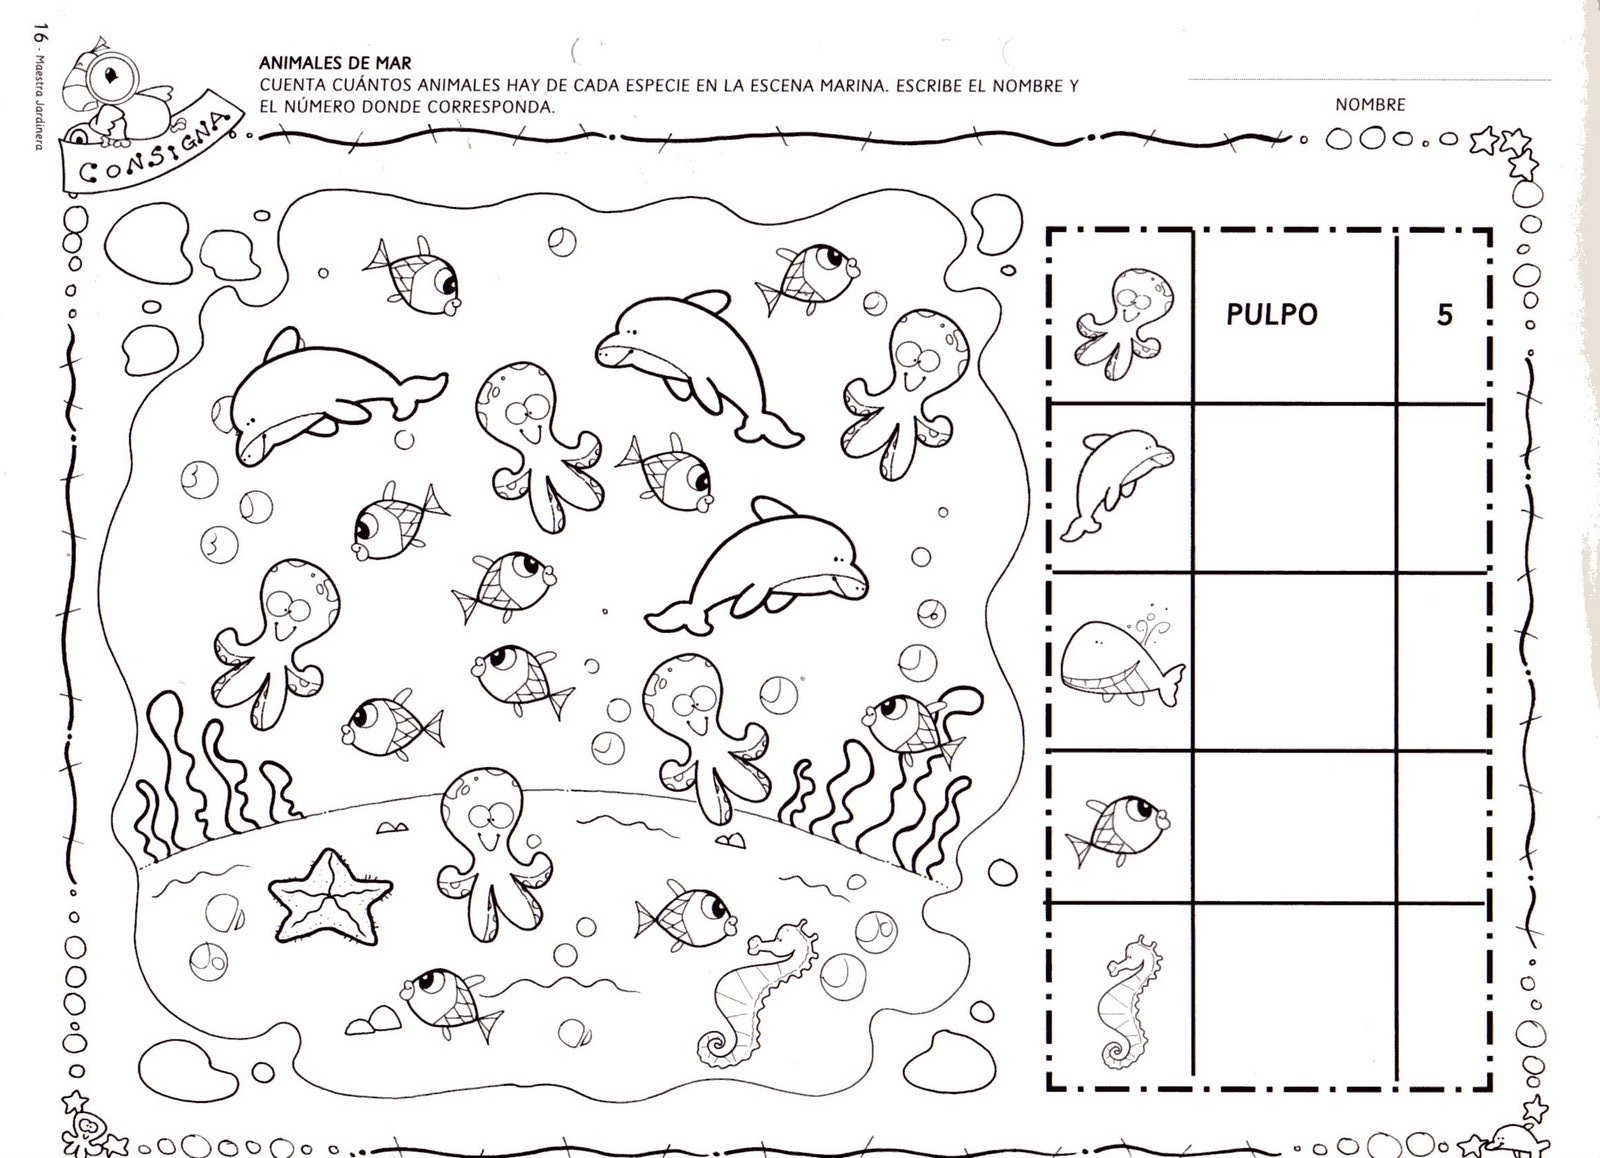 16 - Maestra Jardinera
ANIMALES DE MAR
CUENTA CUÁNTOS ANIMALES HAY DE CADA ESPECIE EN LA ESCENA MARINA. ESCRIBE EL NOMBRE Y
EL NÚMERO DONDE CORRESPONDA.
NOMBRE
CONSIGNA
PULPO
5